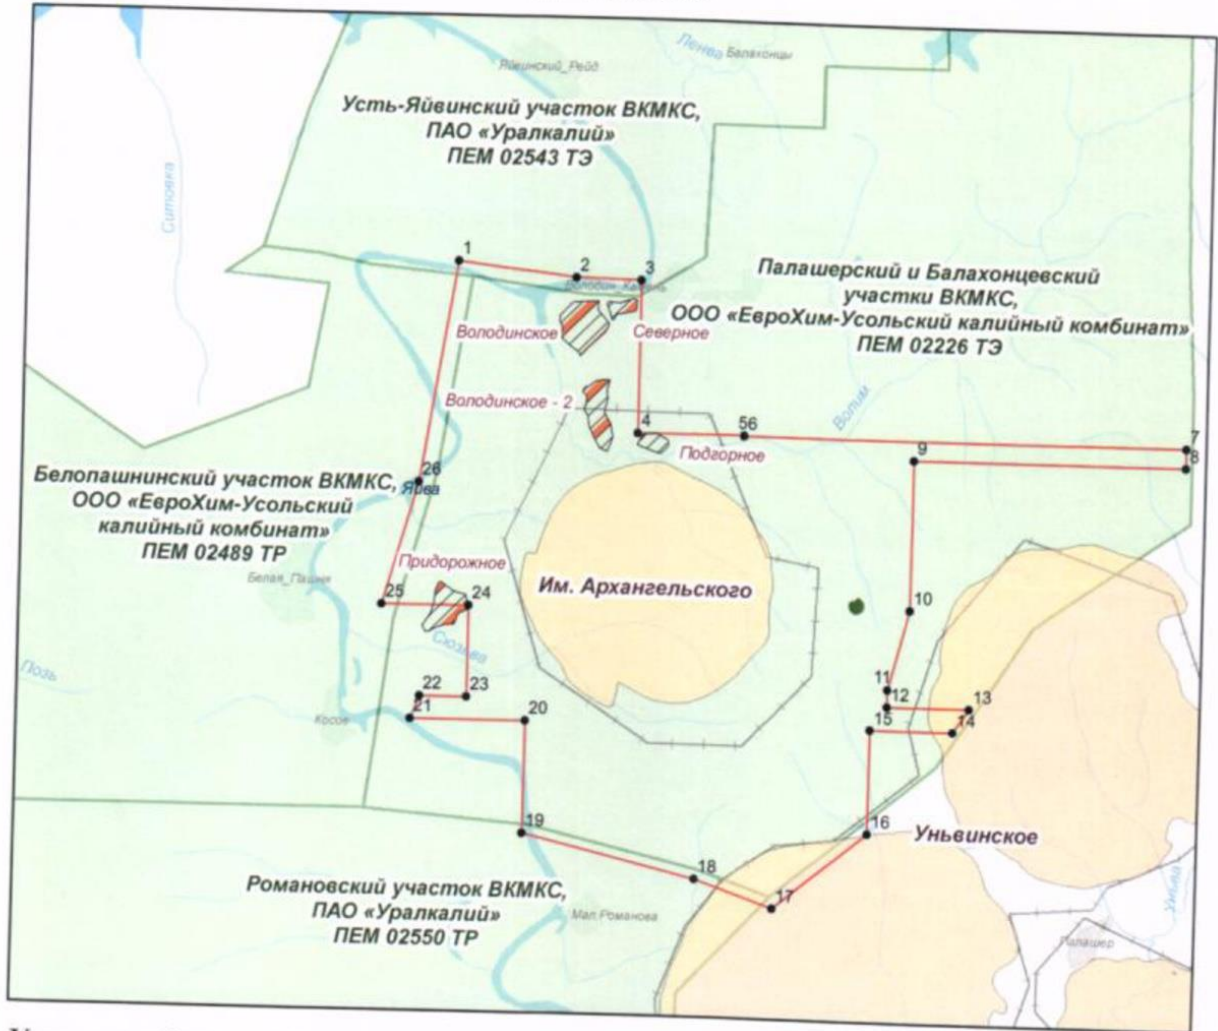 Ленва
Балахонцы
Яйвинский_Рейд
Усть-Яйвинский участок ВКМКС,
ПАО «Уралкалий»
ПЕМ 02543 ТЭ
Ситовка
1
2
3
Палашерский и Балахонцевский
участки ВКМКС,
ООО «ЕвроХим-Усольский калийный комбинат»
ПЕМ 02226 ТЭ
Володинское
Северное
Володинское - 2
Вотим
4
56
7
Подгорное
9
8
26
Белопашнинский участок ВКМКС,
Яйва
ООО «ЕвроХим-Усольский
калийный комбинат»
ПЕМ 02489 ТР
Придорожное
Белая_Пашня
Им. Архангельского
25
24
10
Сюзьва
Позь
22
23
11
12
13
21
20
15
14
Косое
19
16
Уньвинское
18
Романовский участок ВКМКС,
ПАО «Уралкалий»
ПЕМ 02550 ТР
17
Мал.Романова
Уньва
Палашер